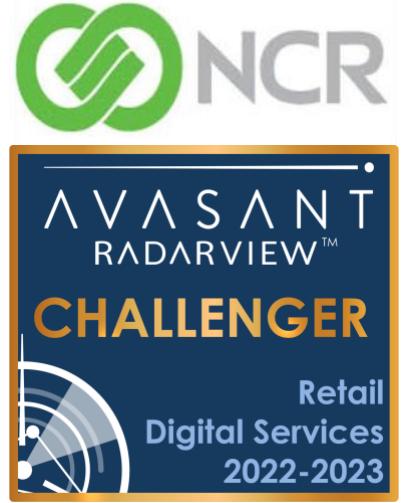 NCR
AVASANT
RADARVIEW™
CHALLENGER
Retail
Digital Services
2022-2023